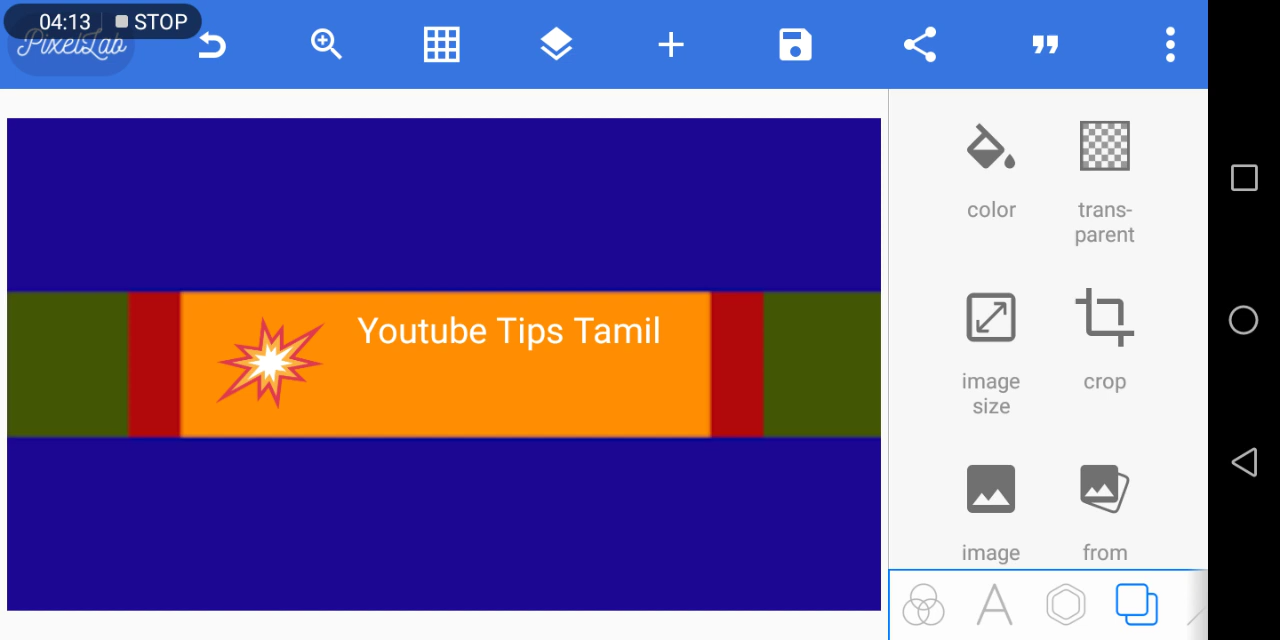 04:13 STOP
PixelLab
Youtube Tips Tamil
color
trans-
parent
image
size
crop
image
from